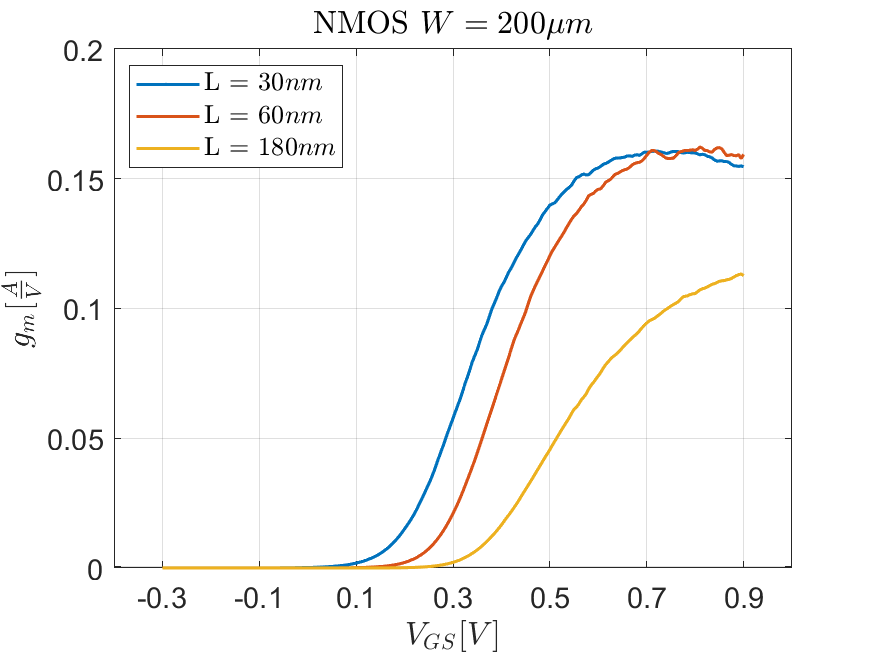 NMOS W = 200μm
0.2
L = 30nm
L = 60nm
L = 180nm
0.15
0.1
0.05
0
g_m [A/V]
-0.3 -0.1 0.1 0.3 0.5 0.7 0.9
V_GS [V]